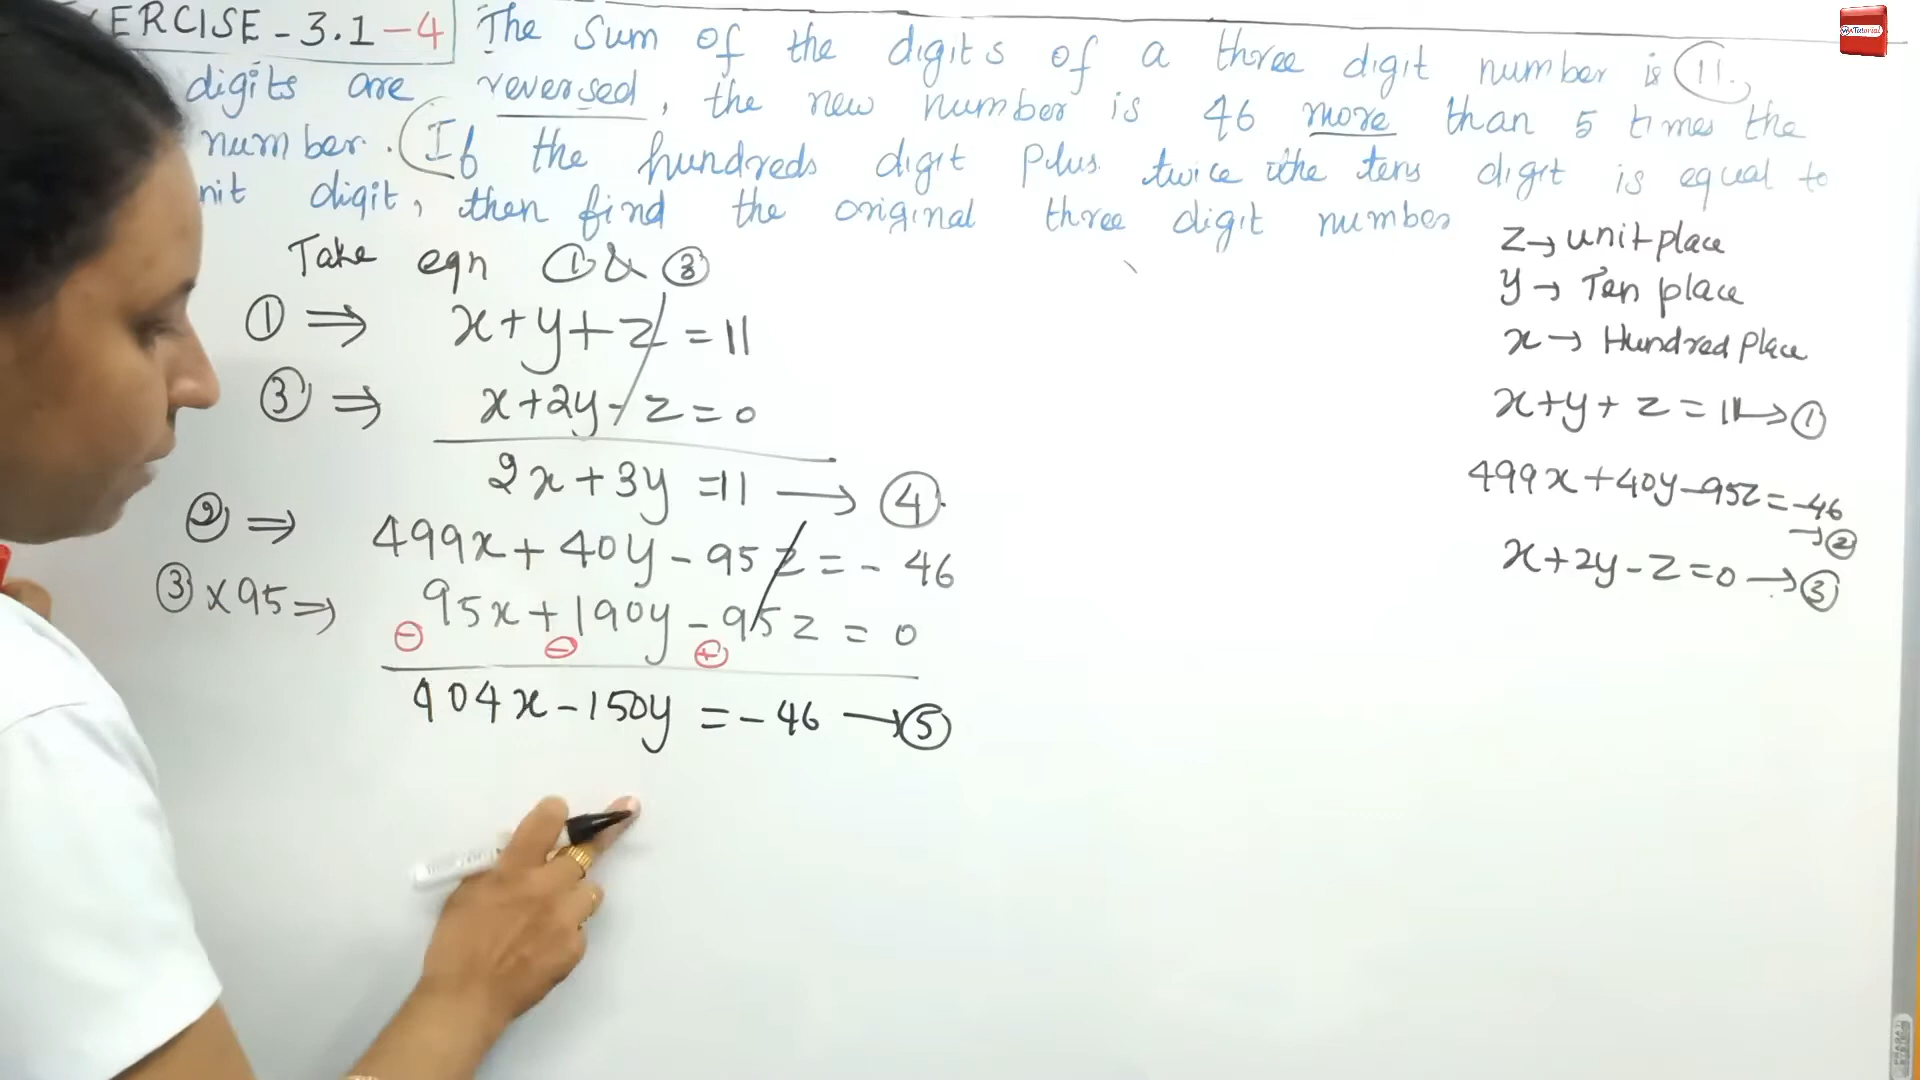 ERCISE-3.1-4 The Sum of the digits of a three digit number is 11.
digits are reversed, the new number is 46 more than 5 times the
number. If the hundreds digit plus twice the tens digit is equal to
nit digit, then find the original three digit number
Take eqn ① & ③
① ⇒ x+y+z=11
③ ⇒ x+2y-z=0
2x+3y=11 → ④
② ⇒ 499x+40y-95z=-46
③×95 ⇒ 95x+190y-95z=0
⊖ ⊖ ⊕
404x-150y=-46 → ⑤
z→ unit place
y→ Ten place
x→ Hundred Place
x+y+z=11→①
499x+40y-95z=-46
→②
x+2y-z=0→③
Tutorial